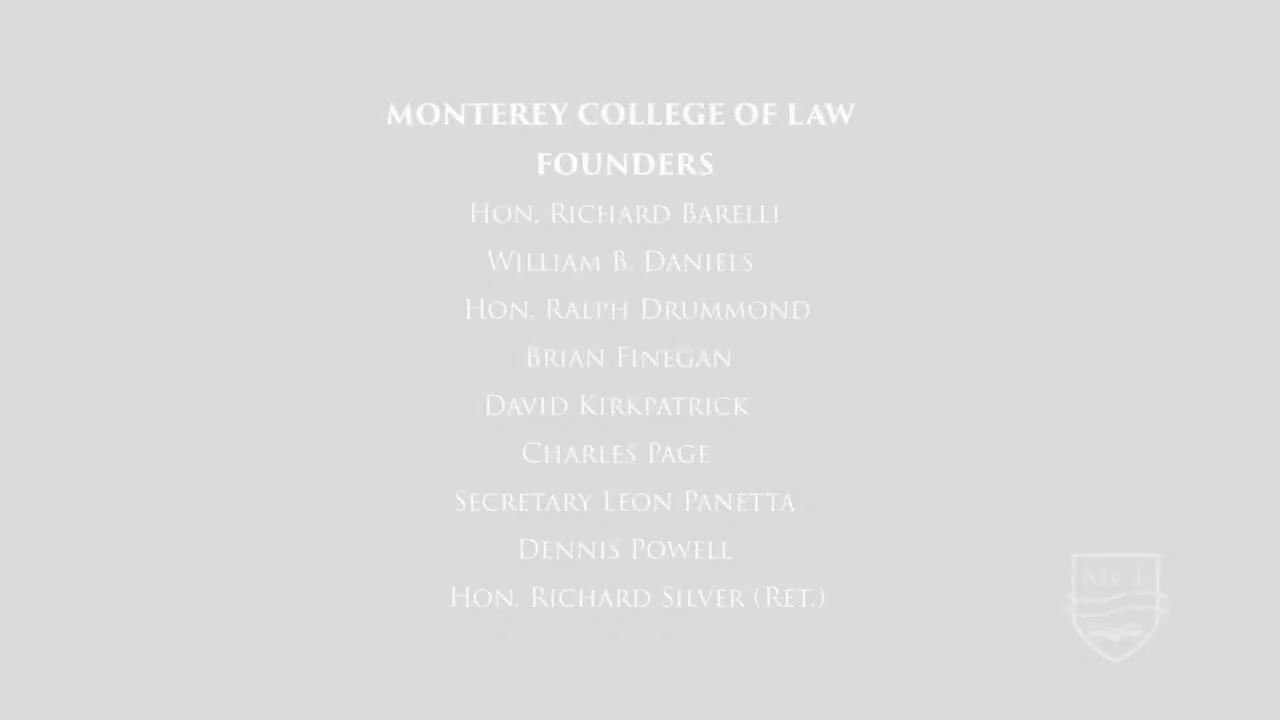 MONTEREY COLLEGE OF LAW
FOUNDERS
HON. RICHARD BARELLI
WILLIAM B. DANIELS
HON. RALPH DRUMMOND
BRIAN FINEGAN
DAVID KIRKPATRICK
CHARLES PAGE
SECRETARY LEON PANETTA
DENNIS POWELL
HON. RICHARD SILVER (RET.)
MCL